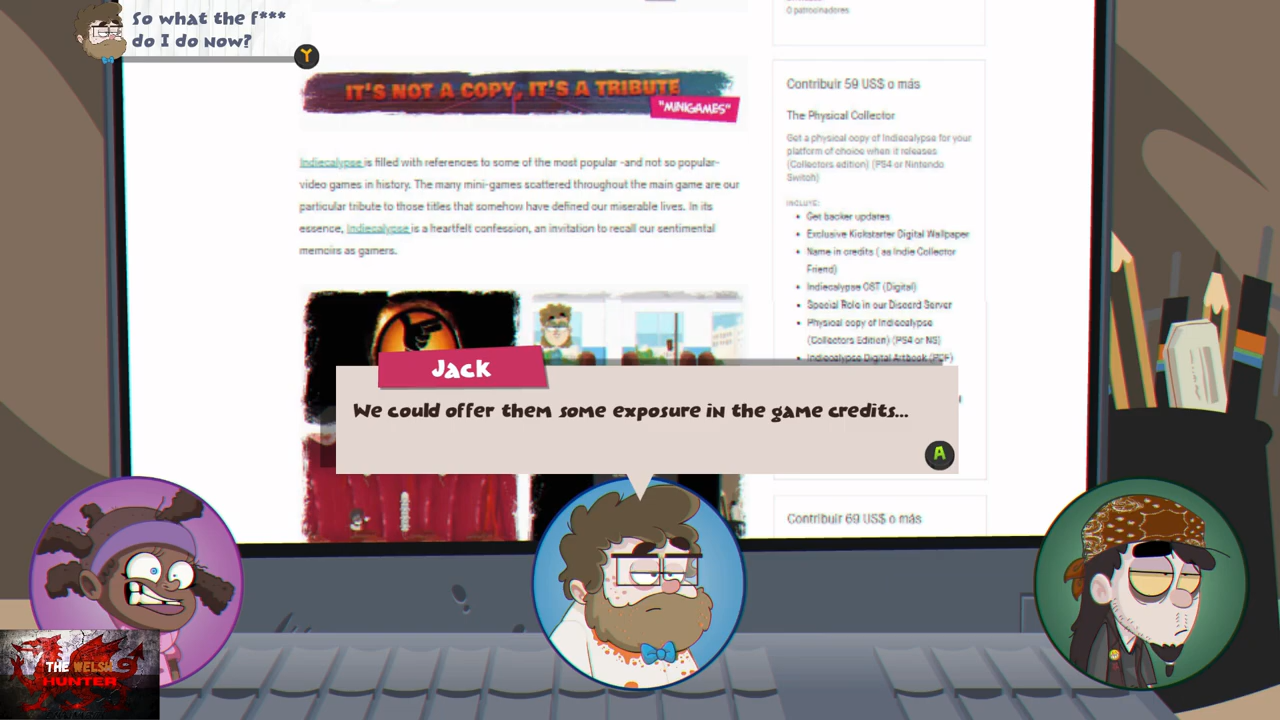 So what the f***
do I do now?
Y
0 patrocinadores
IT'S NOT A COPY, IT'S A TRIBUTE
"MINIGAMES"
Indiecalypse is filled with references to some of the most popular -and not so popular-
video games in history. The many mini-games scattered throughout the main game are our
particular tribute to those titles that somehow have defined our miserable lives. In its
essence, Indiecalypse is a heartfelt confession, an invitation to recall our sentimental
memoirs as gamers.
Contribuir 59 US$ o más
The Physical Collector
Get a physical copy of Indiecalypse for your
platform of choice when it releases
(Collectors edition) (PS4 or Nintendo
Switch)
INCLUYE:
Get backer updates
Exclusive Kickstarter Digital Wallpaper
Name in credits ( as Indie Collector
Friend)
Indiecalypse OST (Digital)
Special Role in our Discord Server
Physical copy of Indiecalypse
(Collectors Edition) (PS4 or NS)
Indiecalypse Digital Artbook (PDF)
Jack
We could offer them some exposure in the game credits...
A
Contribuir 69 US$ o más
THE WELSH
HUNTER